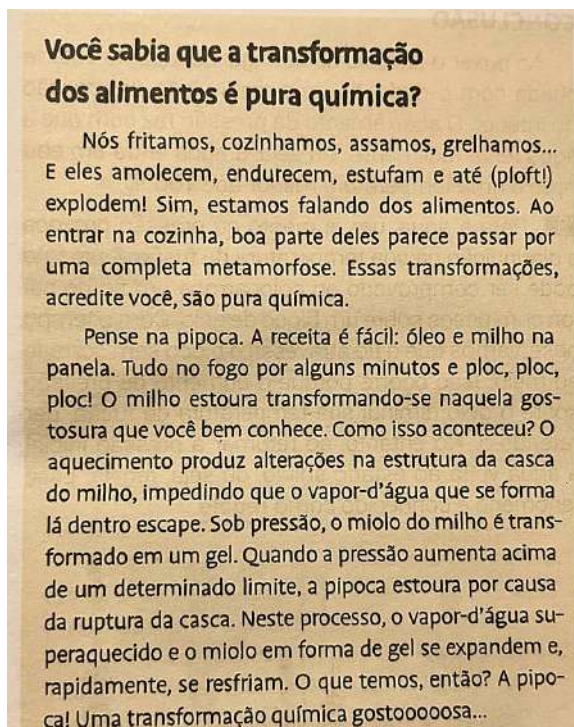 Você sabia que a transformação
dos alimentos é pura química?
Nós fritamos, cozinhamos, assamos, grelhamos...
E eles amolecem, endurecem, estufam e até (ploft!)
explodem! Sim, estamos falando dos alimentos. Ao
entrar na cozinha, boa parte deles parece passar por
uma completa metamorfose. Essas transformações,
acredite você, são pura química.
Pense na pipoca. A receita é fácil: óleo e milho na
panela. Tudo no fogo por alguns minutos e ploc, ploc,
ploc! O milho estoura transformando-se naquela gos-
tosura que você bem conhece. Como isso aconteceu? O
aquecimento produz alterações na estrutura da casca
do milho, impedindo que o vapor-d'água que se forma
lá dentro escape. Sob pressão, o miolo do milho é trans-
formado em um gel. Quando a pressão aumenta acima
de um determinado limite, a pipoca estoura por causa
da ruptura da casca. Neste processo, o vapor-d'água su-
peraquecido e o miolo em forma de gel se expandem e,
rapidamente, se resfriam. O que temos, então? A pipo-
ca! Uma transformação química gostooooosa...